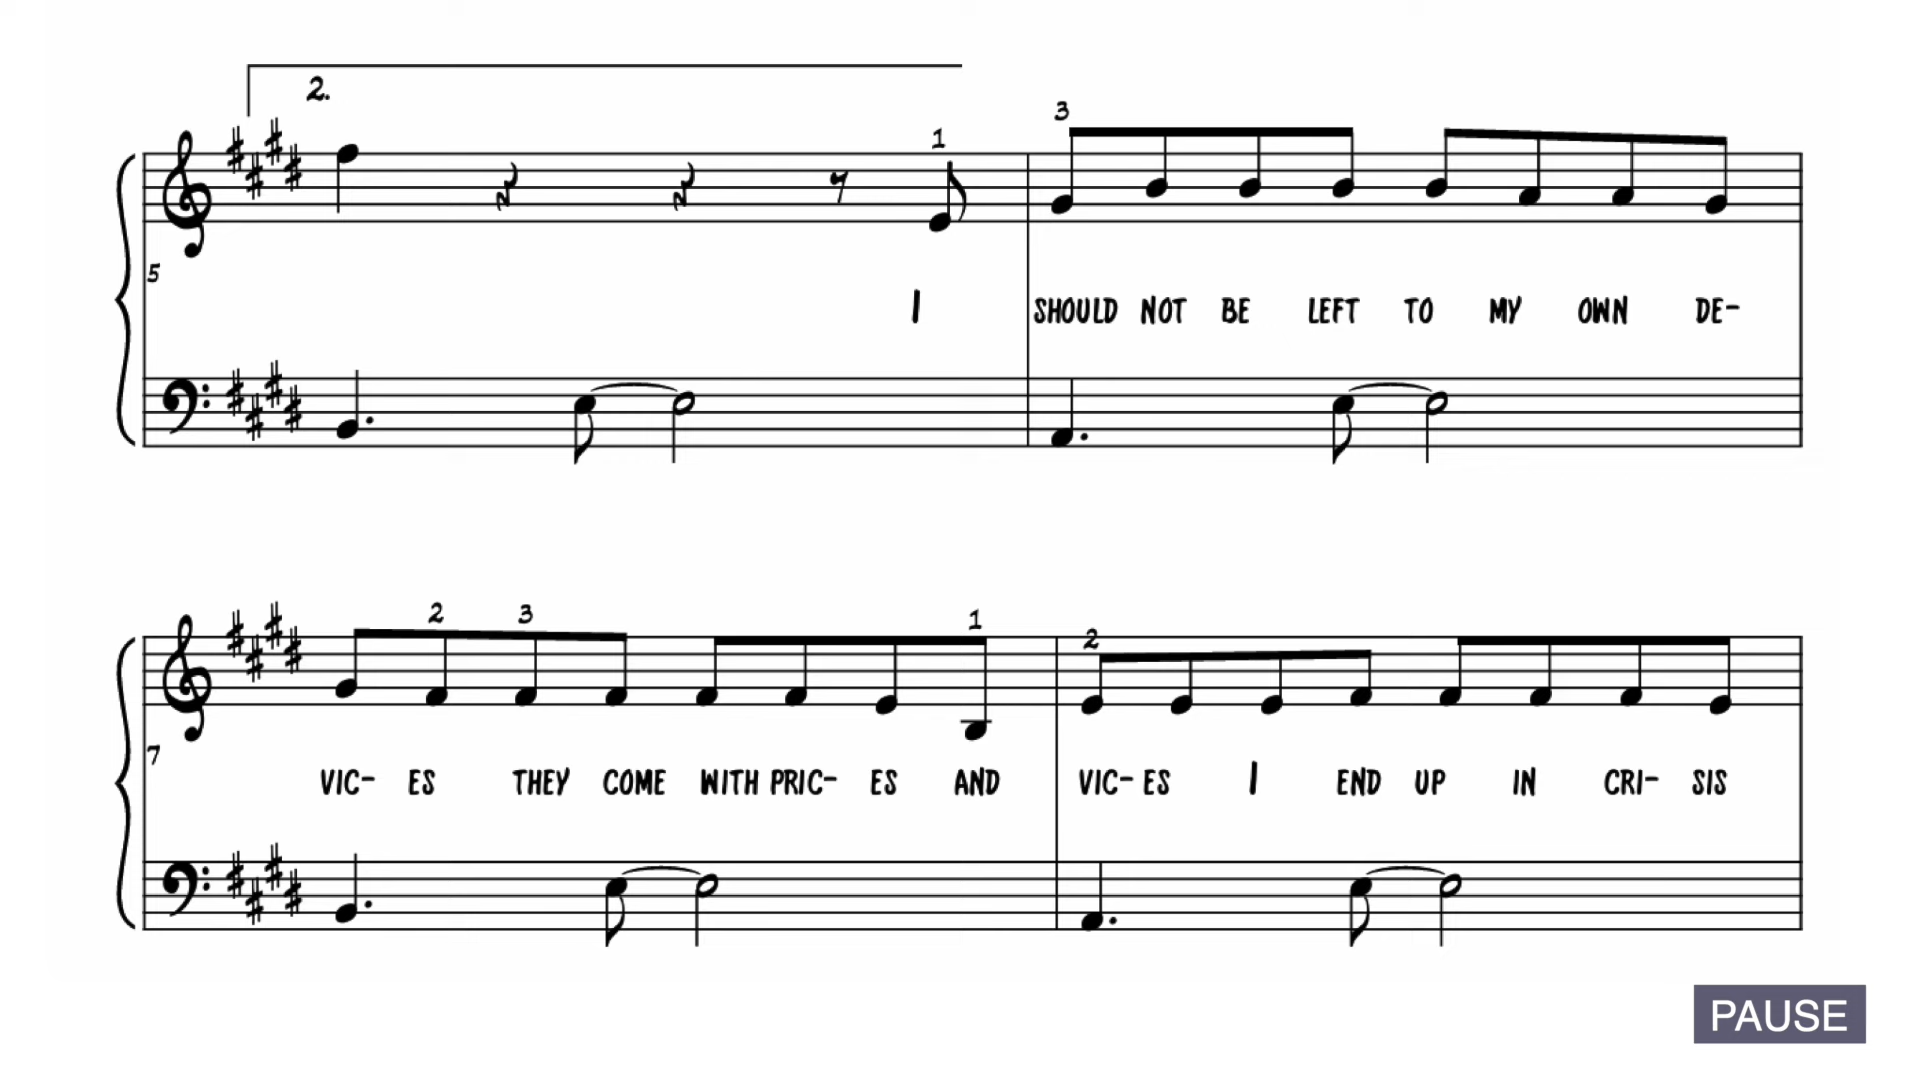 2.
1
3
5
I SHOULD NOT BE LEFT TO MY OWN DE-
2 3 1 2
7
VIC- ES THEY COME WITH PRIC- ES AND VIC- ES I END UP IN CRI- SIS
PAUSE